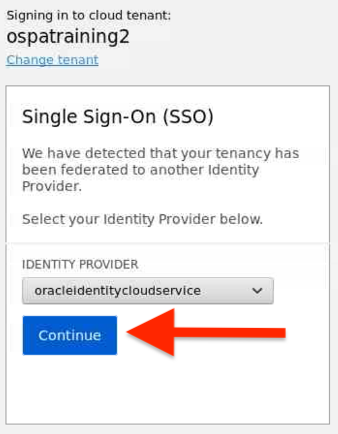 Signing in to cloud tenant:
ospatraining2
Change tenant
Single Sign-On (SSO)
We have detected that your tenancy has
been federated to another Identity
Provider.
Select your Identity Provider below.
IDENTITY PROVIDER
oracleidentitycloudservice
Continue